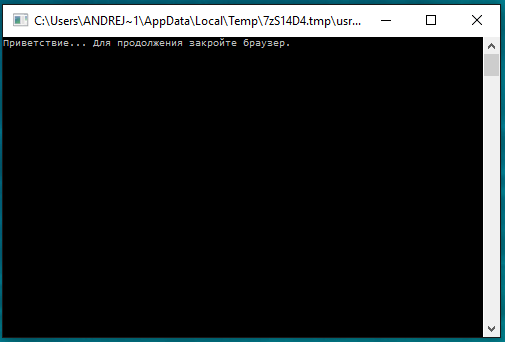 C:\Users\ANDREJ~1\AppData\Local\Temp\7zS14D4.tmp\usr...
Приветствие... Для продолжения закройте браузер.